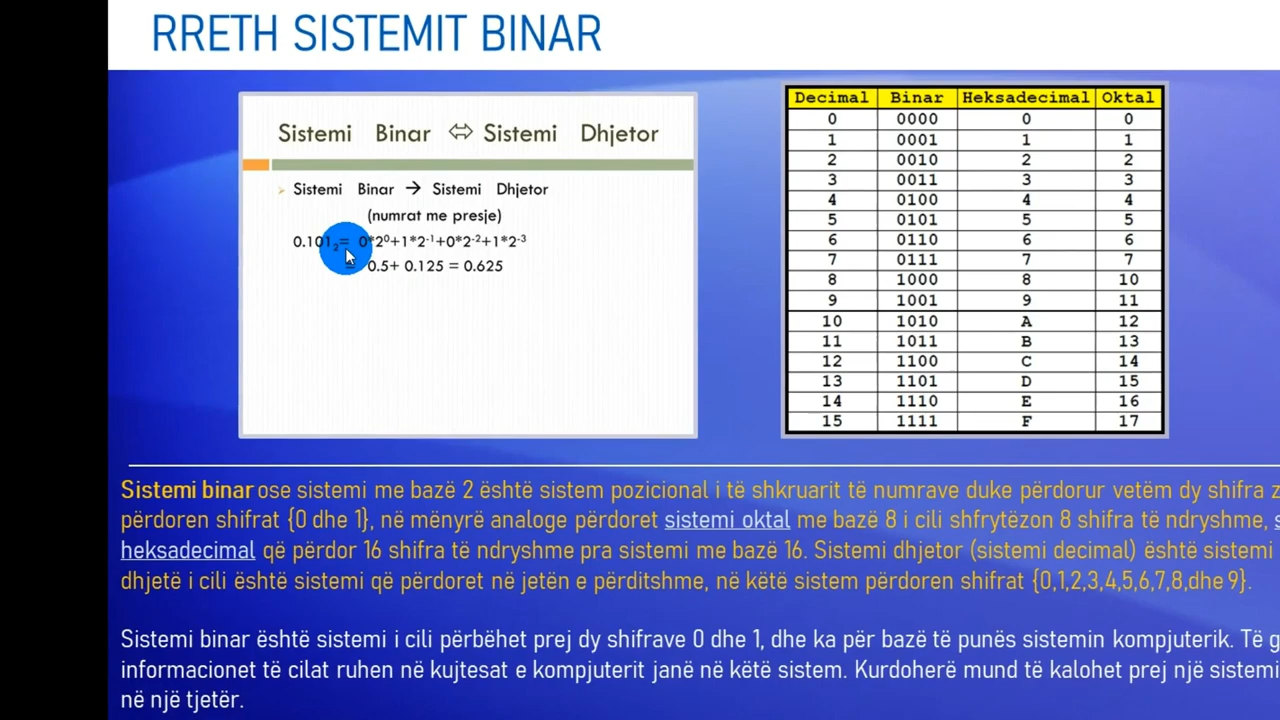 RRETH SISTEMIT BINAR
Sistemi Binar ⇔ Sistemi Dhjetor
Sistemi Binar → Sistemi Dhjetor
(numrat me presje)
0.101₂= 0*2⁰+1*2⁻¹+0*2⁻²+1*2⁻³
= 0.5+ 0.125 = 0.625
Decimal Binar Heksadecimal Oktal
0 0000 0 0
1 0001 1 1
2 0010 2 2
3 0011 3 3
4 0100 4 4
5 0101 5 5
6 0110 6 6
7 0111 7 7
8 1000 8 10
9 1001 9 11
10 1010 A 12
11 1011 B 13
12 1100 C 14
13 1101 D 15
14 1110 E 16
15 1111 F 17
Sistemi binar ose sistemi me bazë 2 është sistem pozicional i të shkruarit të numrave duke përdorur vetëm dy shifra
përdoren shifrat {0 dhe 1}, në mënyrë analoge përdoret sistemi oktal me bazë 8 i cili shfrytëzon 8 shifra të ndryshme,
heksadecimal që përdor 16 shifra të ndryshme pra sistemi me bazë 16. Sistemi dhjetor (sistemi decimal) është sistemi
dhjetë i cili është sistemi që përdoret në jetën e përditshme, në këtë sistem përdoren shifrat {0,1,2,3,4,5,6,7,8,dhe 9}.
Sistemi binar është sistemi i cili përbëhet prej dy shifrave 0 dhe 1, dhe ka për bazë të punës sistemin kompjuterik. Të
informacionet të cilat ruhen në kujtesat e kompjuterit janë në këtë sistem. Kurdoherë mund të kalohet prej një sistemi
në një tjetër.